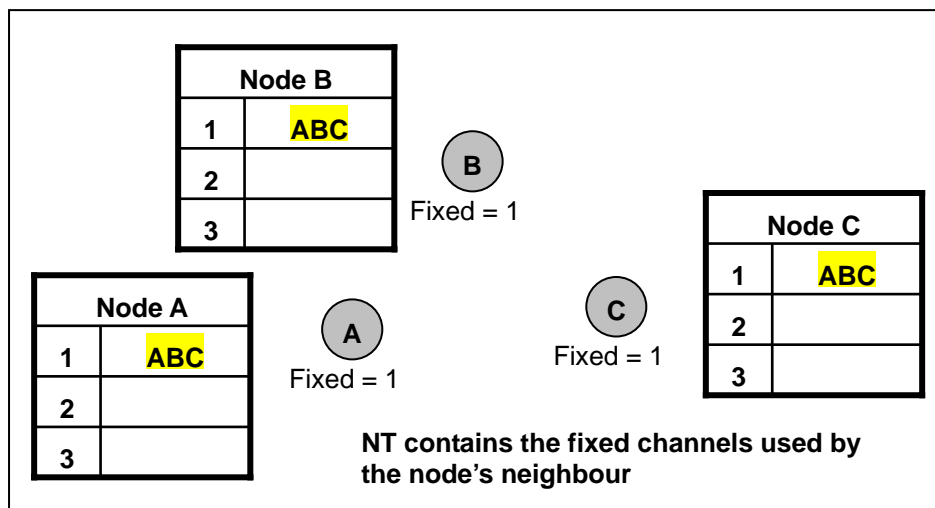 Node B
1 ABC
2
3
B
Fixed = 1
Node C
1 ABC
2
3
C
Fixed = 1
Node A
1 ABC
2
3
A
Fixed = 1
NT contains the fixed channels used by
the node's neighbour